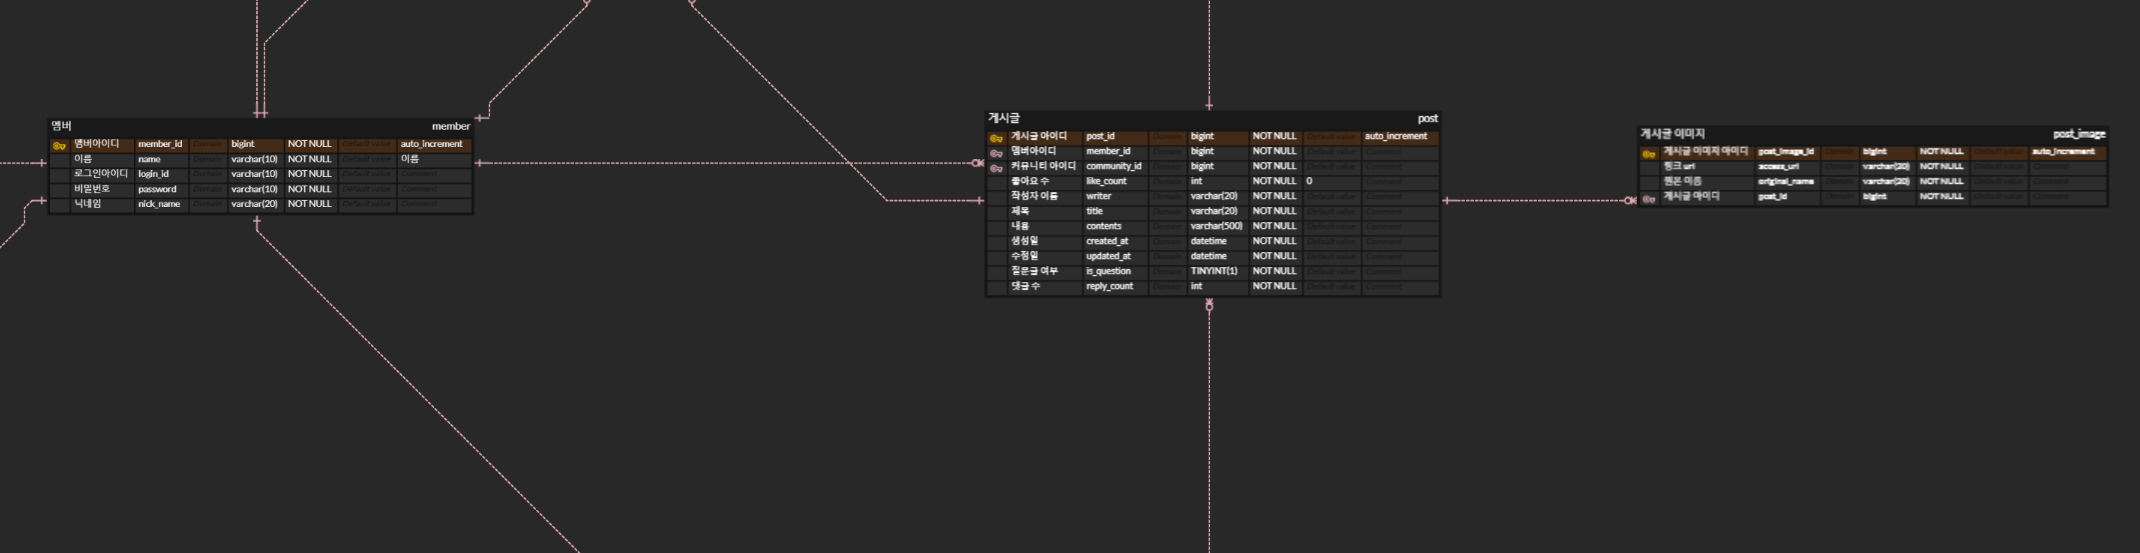 멤버 member
멤버아이디 member_id Domain bigint NOT NULL Default value auto_increment
이름 name Domain varchar(10) NOT NULL Default value 이름
로그인아이디 login_id Domain varchar(10) NOT NULL Default value Comment
비밀번호 password Domain varchar(10) NOT NULL Default value Comment
닉네임 nick_name Domain varchar(20) NOT NULL Default value Comment
게시글 post
게시글 아이디 post_id Domain bigint NOT NULL Default value auto_increment
멤버아이디 member_id Domain bigint NOT NULL Default value Comment
커뮤니티 아이디 community_id Domain bigint NOT NULL Default value Comment
좋아요 수 like_count Domain int NOT NULL 0 Comment
작성자 이름 writer Domain varchar(20) NOT NULL Default value Comment
제목 title Domain varchar(20) NOT NULL Default value Comment
내용 contents Domain varchar(500) NOT NULL Default value Comment
생성일 created_at Domain datetime NOT NULL Default value Comment
수정일 updated_at Domain datetime NOT NULL Default value Comment
질문글 여부 is_question Domain TINYINT(1) NOT NULL Default value Comment
댓글 수 reply_count Domain int NOT NULL Default value Comment
게시글 이미지 post_image
게시글 이미지 아이디 post_image_id Domain bigint NOT NULL Default value auto_increment
링크 url access_url Domain varchar(20) NOT NULL Default value Comment
원본 이름 original_name Domain varchar(20) NOT NULL Default value Comment
게시글 아이디 post_id Domain bigint NOT NULL Default value Comment